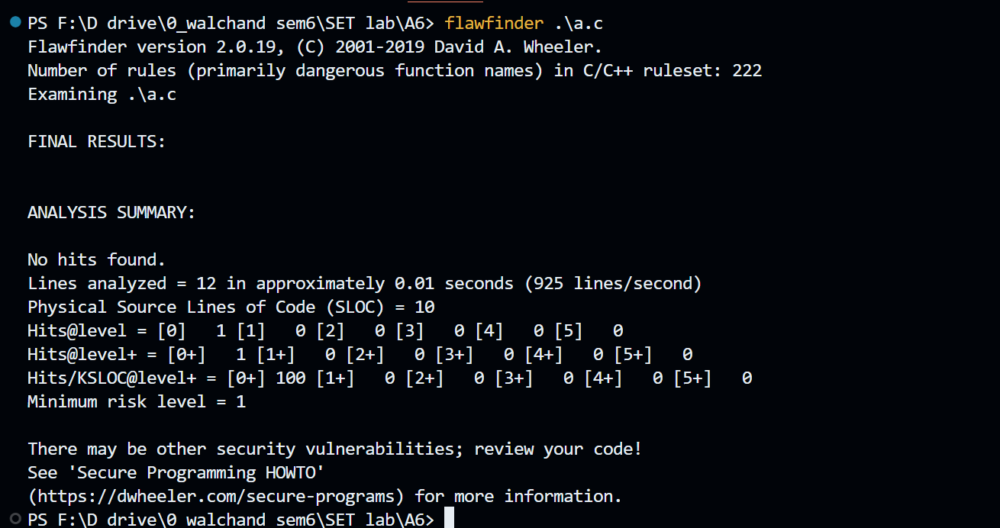 PS F:\D drive\0_walchand sem6\SET lab\A6> flawfinder .\a.c
Flawfinder version 2.0.19, (C) 2001-2019 David A. Wheeler.
Number of rules (primarily dangerous function names) in C/C++ ruleset: 222
Examining .\a.c
FINAL RESULTS:
ANALYSIS SUMMARY:
No hits found.
Lines analyzed = 12 in approximately 0.01 seconds (925 lines/second)
Physical Source Lines of Code (SLOC) = 10
Hits@level = [0]   1 [1]   0 [2]   0 [3]   0 [4]   0 [5]   0
Hits@level+ = [0+]   1 [1+]   0 [2+]   0 [3+]   0 [4+]   0 [5+]   0
Hits/KSLOC@level+ = [0+] 100 [1+]   0 [2+]   0 [3+]   0 [4+]   0 [5+]   0
Minimum risk level = 1
There may be other security vulnerabilities; review your code!
See 'Secure Programming HOWTO'
(https://dwheeler.com/secure-programs) for more information.
PS F:\D drive\0_walchand sem6\SET lab\A6>